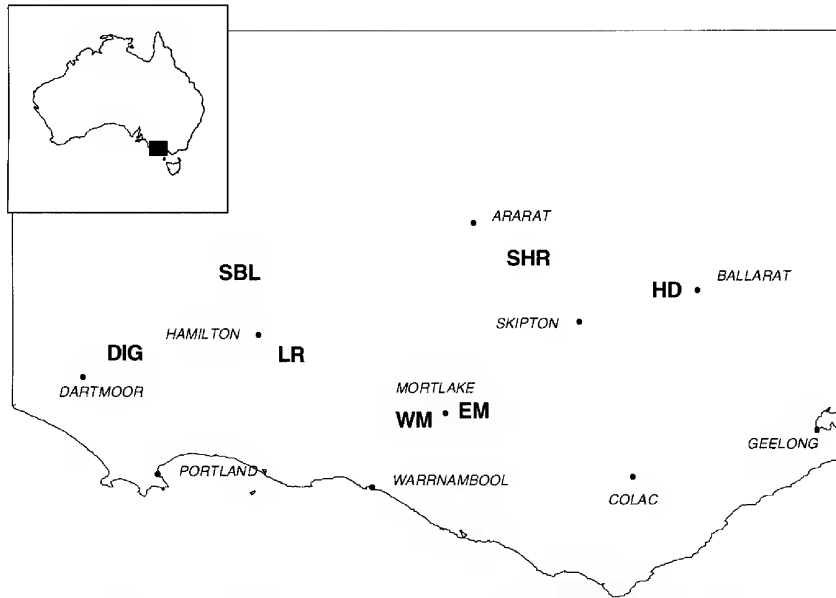 ARARAT
SHR
SBL
HD
BALLARAT
SKIPTON
HAMILTON
LR
DIG
DARTMOOR
MORTLAKE
WM
EM
GEELONG
PORTLAND
WARRNAMBOOL
COLAC